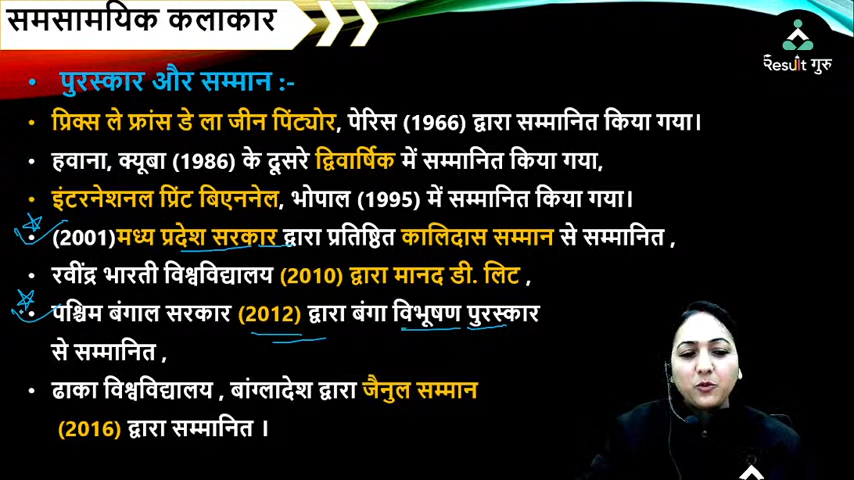 समसामयिक कलाकार
Result गुरु
• पुरस्कार और सम्मान :-
• प्रिक्स ले फ्रांस डे ला जीन पिंट्योर, पेरिस (1966) द्वारा सम्मानित किया गया।
• हवाना, क्यूबा (1986) के दूसरे द्विवार्षिक में सम्मानित किया गया,
• इंटरनेशनल प्रिंट बिएननेल, भोपाल (1995) में सम्मानित किया गया।
• (2001)मध्य प्रदेश सरकार द्वारा प्रतिष्ठित कालिदास सम्मान से सम्मानित ,
• रवींद्र भारती विश्वविद्यालय (2010) द्वारा मानद डी. लिट ,
• पश्चिम बंगाल सरकार (2012) द्वारा बंगा विभूषण पुरस्कार
से सम्मानित ,
• ढाका विश्वविद्यालय , बांग्लादेश द्वारा जैनुल सम्मान
(2016) द्वारा सम्मानित ।